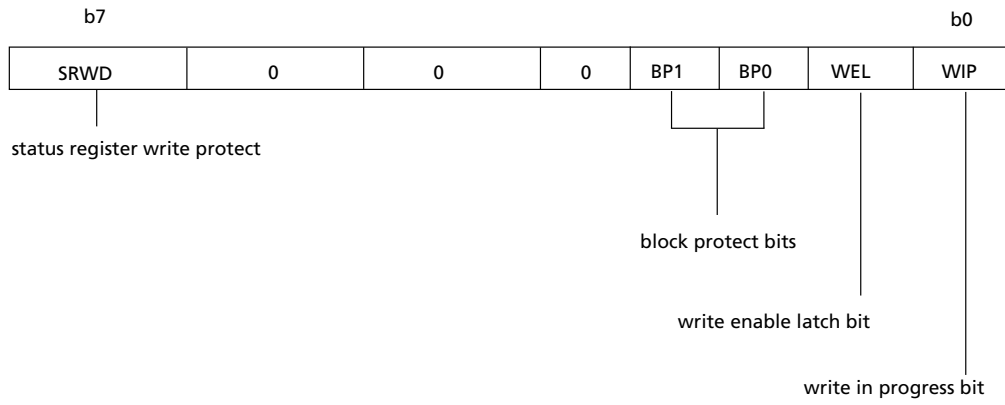 b7 b0
SRWD 0 0 0 BP1 BP0 WEL WIP
status register write protect
block protect bits
write enable latch bit
write in progress bit